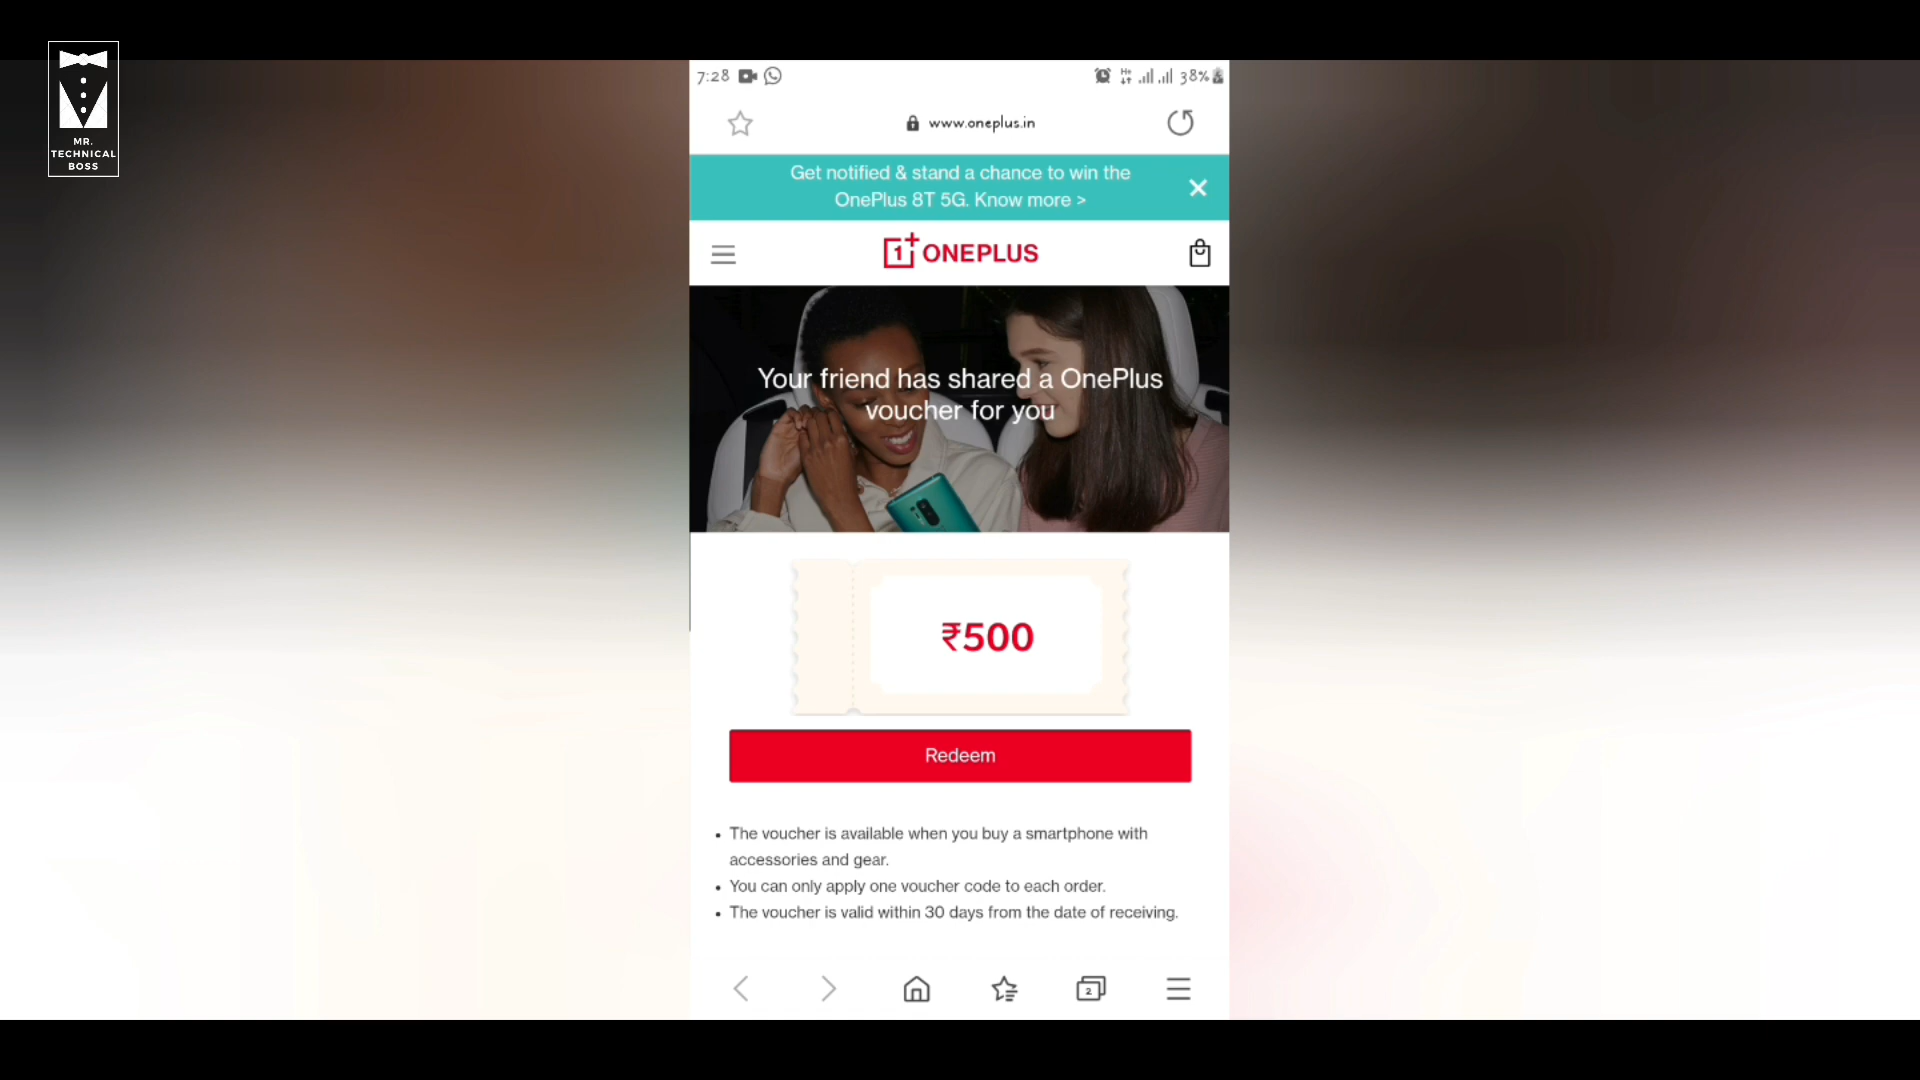 MR.
TECHNICAL
BOSS
7:28
38%
www.oneplus.in
Get notified & stand a chance to win the
OnePlus 8T 5G. Know more >
1+ ONEPLUS
Your friend has shared a OnePlus
voucher for you
₹500
Redeem
• The voucher is available when you buy a smartphone with
accessories and gear.
• You can only apply one voucher code to each order.
• The voucher is valid within 30 days from the date of receiving.
2